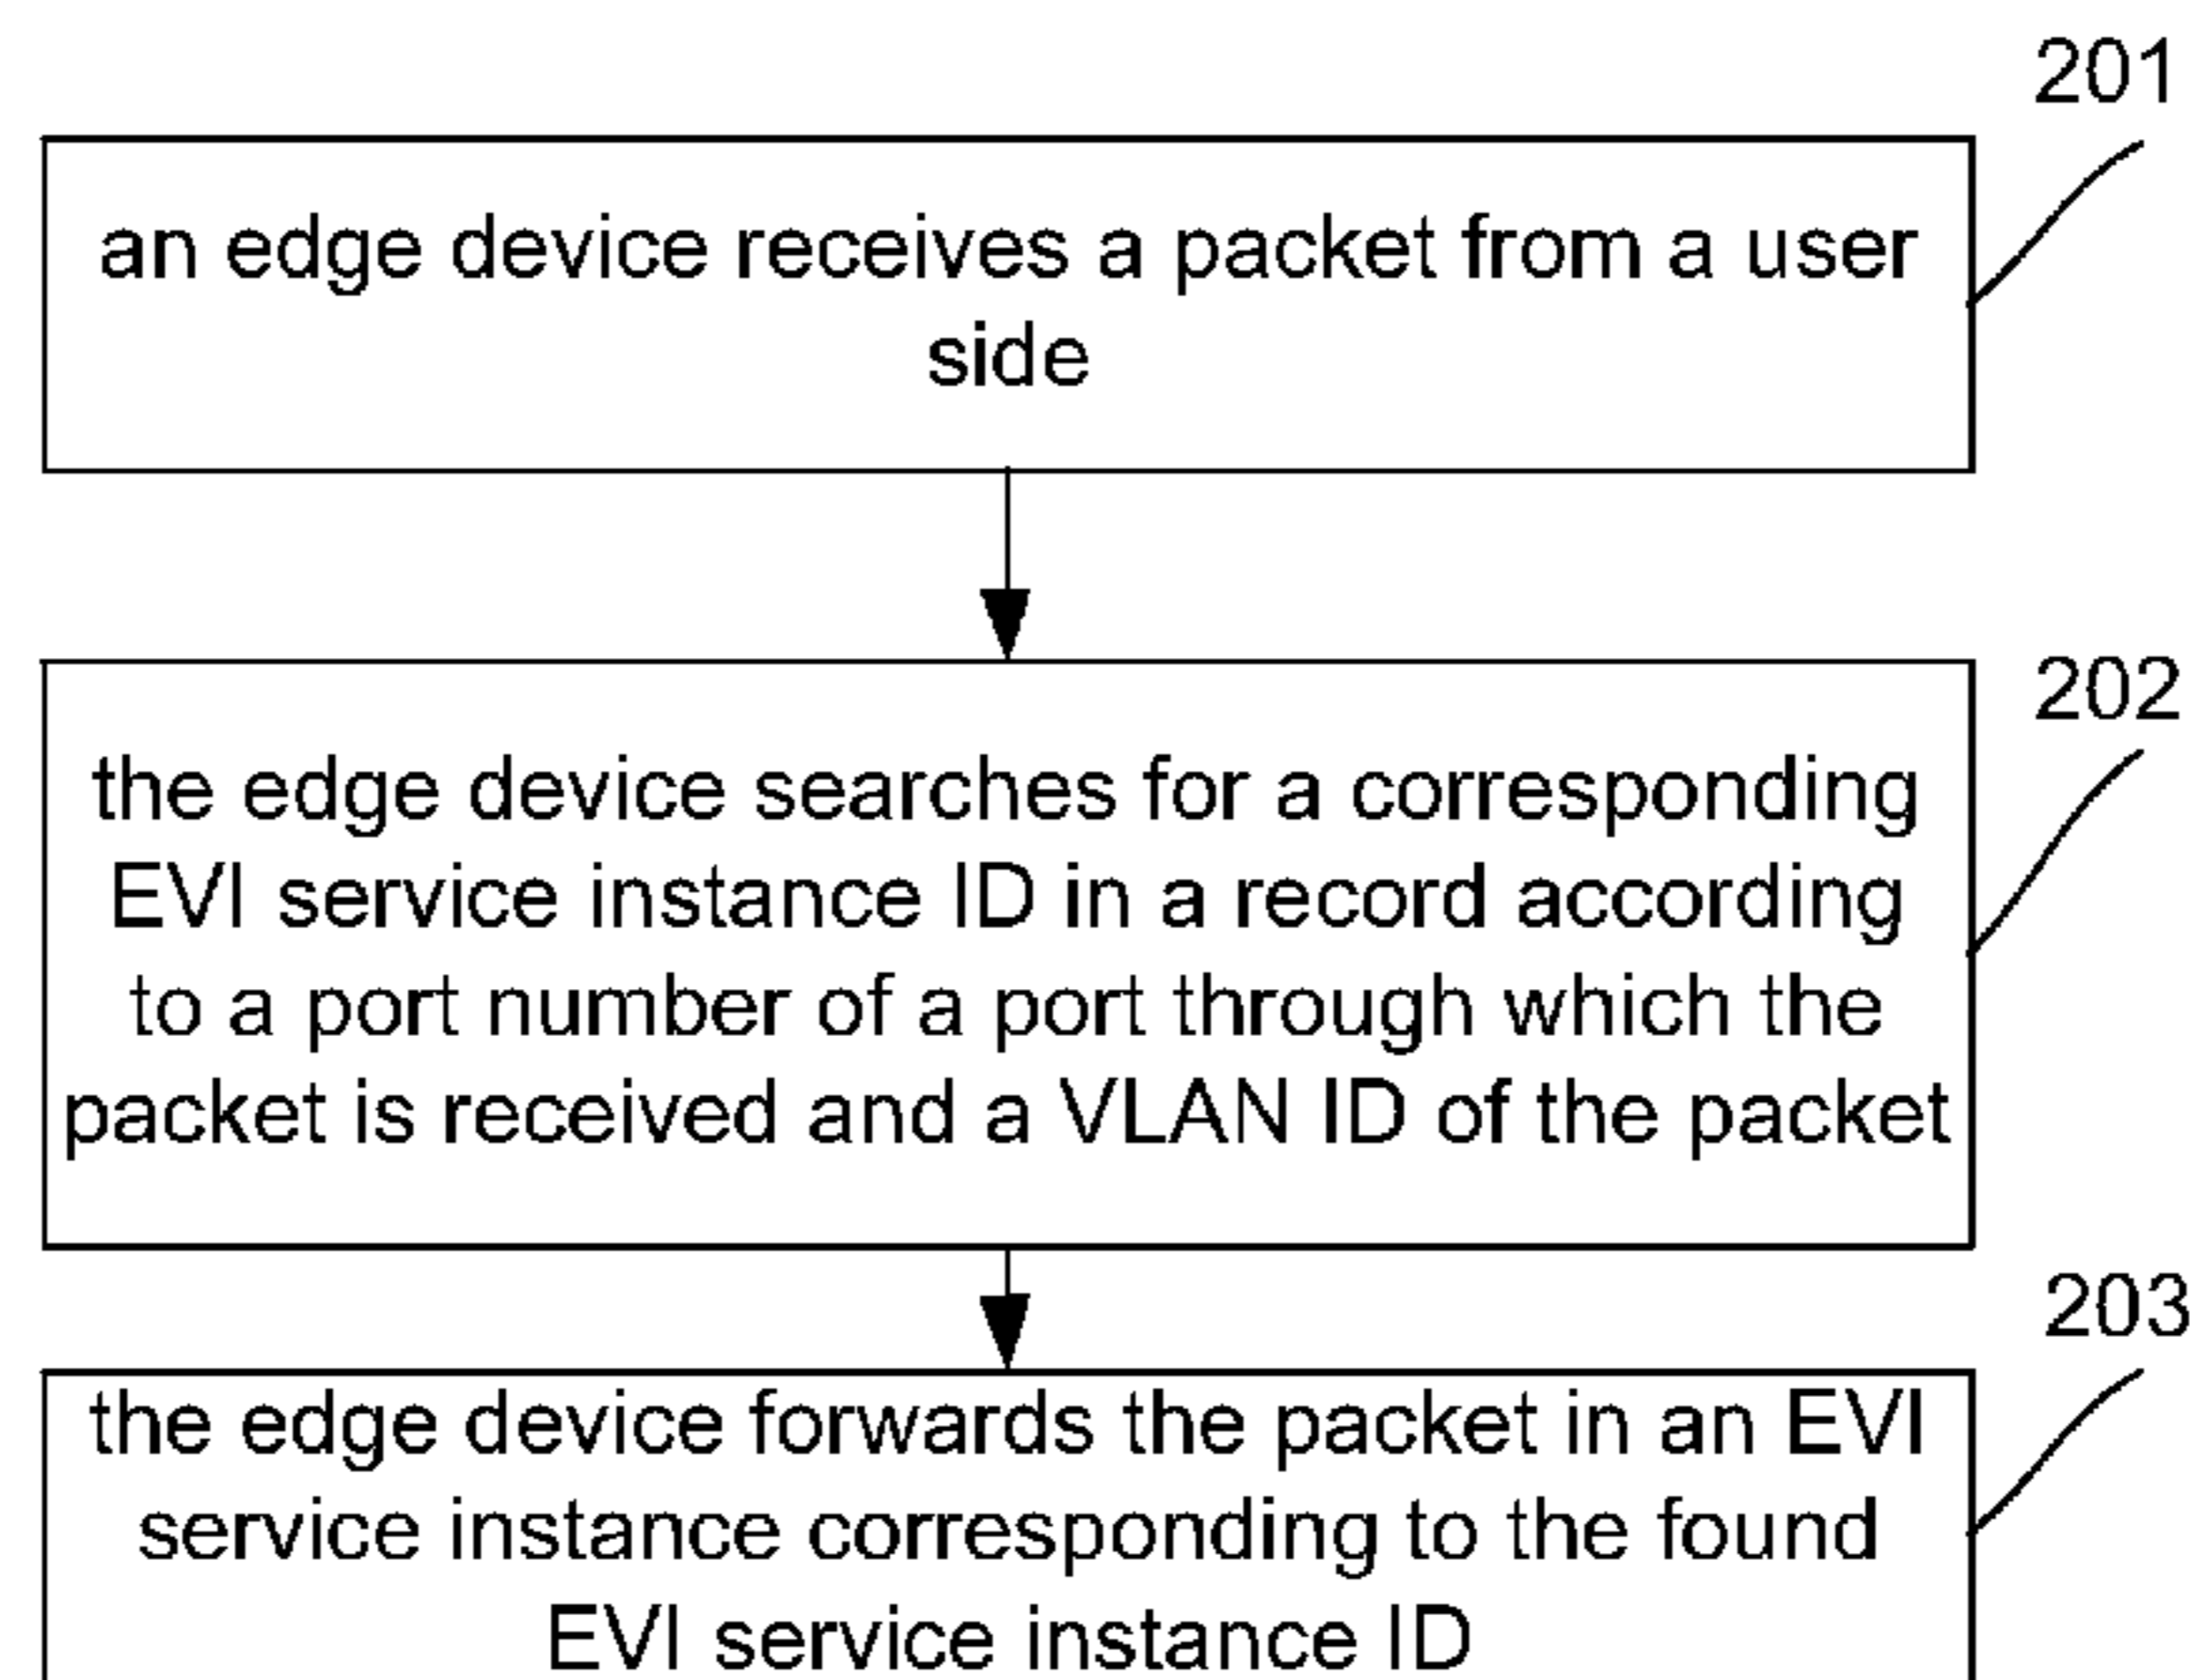 201
an edge device receives a packet from a user
side
202
the edge device searches for a corresponding
EVI service instance ID in a record according
to a port number of a port through which the
packet is received and a VLAN ID of the packet
203
the edge device forwards the packet in an EVI
service instance corresponding to the found
EVI service instance ID